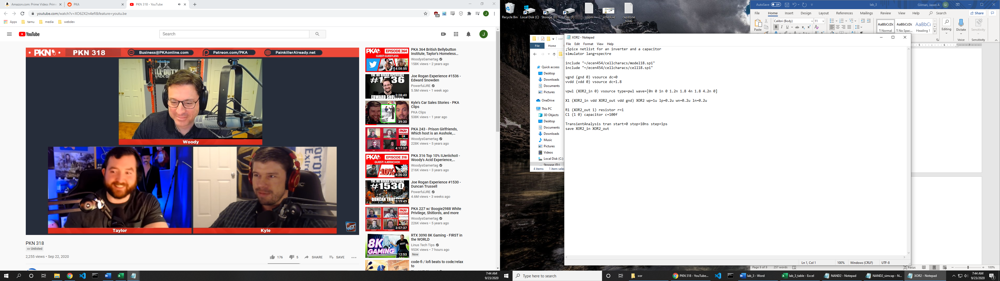 Amazon.com: Prime Video: Prime
PKA
PKN 318 - YouTube
youtube.com/watch?v=XO62X2n4efI&feature=youtu.be
Apps
tamu
media
webdev
YouTube
Search
J
PKN
PKN 318
Business@PKAonline.com
Patreon.com/PKA
PainkillerAlready.net
Woody
Taylor
Kyle
PKN 318
Unlisted
2,255 views • Sep 22, 2020
176
5
SHARE
SAVE
PKA EPISODE 364
GUEST: GUESTLESS
4:08:55
PKA 364 British Bellybutton
Institute, Taylor's Homeless...
WoodysGamertag
158K views • 2 years ago
THE JOE ROGAN EXPERIENCE
#1536
EDWARD SNOWDEN
2:28:40
Joe Rogan Experience #1536 -
Edward Snowden
PowerfulJRE
5.5M views • 1 week ago
39:30
Kyle's Car Sales Stories - PKA
Clips
PKA Clips
538K views • 1 year ago
4:17:37
PKA 243 - Prison Girlfriends,
Which host is an Asshole,...
WoodysGamertag
228K views • 5 years ago
PKA EPISODE 316
GUEST: IIJERIICHOII
10%
4:26:23
PKA 316 Top 10% IIJeriichoII -
Woody's Acid Experience,...
WoodysGamertag
216K views • 3 years ago
THE JOE ROGAN EXPERIENCE
#1530
DUNCAN TRUSSELL
5:19:49
Joe Rogan Experience #1530 -
Duncan Trussell
PowerfulJRE
4.6M views • 3 weeks ago
3:57:37
PKA 227 w/ Boogie2988 White
Privilege, Shitlords, and more
WoodysGamertag
226K views • 5 years ago
8K
GAMING
12:53
RTX 3090 8K Gaming - FIRST in
the WORLD
Linus Tech Tips
953K views • 7 hours ago
New
code-fi / lofi beats to code/relax
to
7:44 AM
9/23/2020
Recycle Bin
Local Disk (C)
Storage (D)
Plex (F)
zoom
schedule
capstone
notes
xor
File
Home
Quick access
Desktop
Downloads
Documents
Pictures
OneDrive
This PC
3D Objects
Desktop
Documents
Downloads
Music
Pictures
Videos
Local Disk (C:)
Storage (D:)
4 items
1 item selec
XOR2 - Notepad
File Edit Format View Help
;Spice netlist for an inverter and a capacitor
simulator lang=spectre
include "~/ecen454/cellcharacs/model18.spi"
include "~/ecen454/cellcharacs/cell18.spi"
vgnd (gnd 0) vsource dc=0
vvdd (vdd 0) vsource dc=1.8
vpwl (XOR2_in 0) vsource type=pwl wave=[0n 0 1n 0 1.2n 1.8 4n 1.8 4.2n 0]
X1 (XOR2_in vdd XOR2_out vdd gnd) XOR2 wp=1u lp=0.2u wn=0.2u ln=0.2u
R1 (XOR2_out 1) resistor r=1
C1 (1 0) capacitor c=100f
TransientAnalysis tran start=0 stop=10ns step=1ps
save XOR2_in XOR2_out
Ln 1, Col 1
100%
Windows (CRLF)
UTF-8
AutoSave Off
lab_3
Gilman, Jason A
GJ
File Home Insert Design Layout References Mailings Review View Help Search
Share
Paste
Calibri (Body)
11
AaBbCcDc
¶ Normal
AaBbCcDc
¶ No Spac...
AaBbCc
Heading 1
Editing
Dictate
Sensitivity
Voice
Sensitivity
5 6 7
Page 9 of 9
257 words
Focus
100%
Type here to search
xor
PKN 318 - YouTube...
lab_3 - Word
lab_3_table - Excel
NAND2 - Notepad
NAND2_simcap - N...
XOR2 - Notepad
7:44 AM
9/23/2020